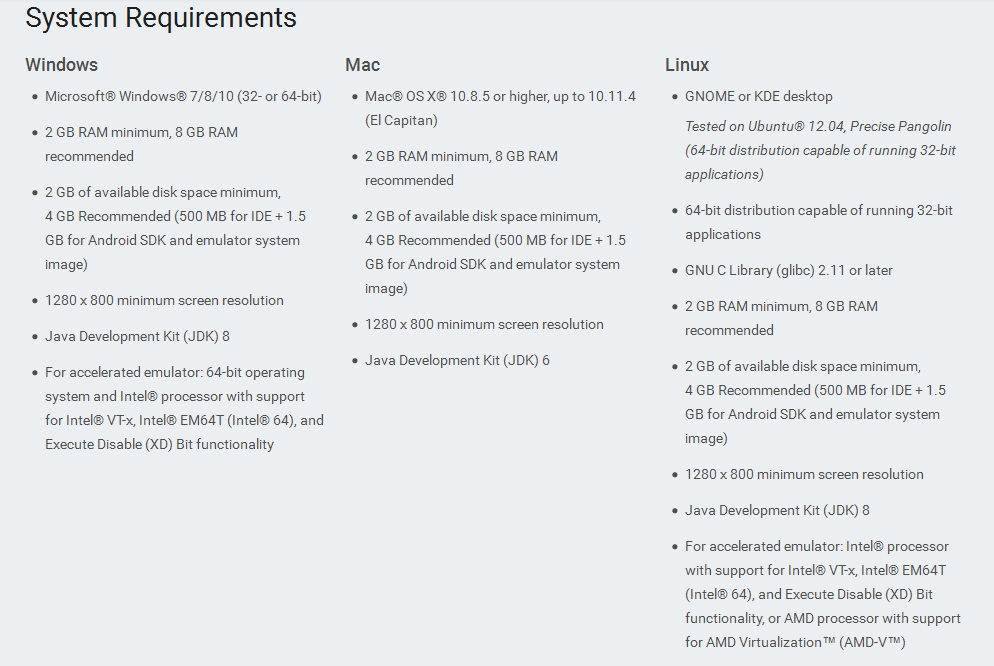 System Requirements
Windows
Microsoft® Windows® 7/8/10 (32- or 64-bit)
2 GB RAM minimum, 8 GB RAM
recommended
2 GB of available disk space minimum,
4 GB Recommended (500 MB for IDE + 1.5
GB for Android SDK and emulator system
image)
1280 x 800 minimum screen resolution
Java Development Kit (JDK) 8
For accelerated emulator: 64-bit operating
system and Intel® processor with support
for Intel® VT-x, Intel® EM64T (Intel® 64), and
Execute Disable (XD) Bit functionality
Mac
Mac® OS X® 10.8.5 or higher, up to 10.11.4
(El Capitan)
2 GB RAM minimum, 8 GB RAM
recommended
2 GB of available disk space minimum,
4 GB Recommended (500 MB for IDE + 1.5
GB for Android SDK and emulator system
image)
1280 x 800 minimum screen resolution
Java Development Kit (JDK) 6
Linux
GNOME or KDE desktop
Tested on Ubuntu® 12.04, Precise Pangolin
(64-bit distribution capable of running 32-bit
applications)
64-bit distribution capable of running 32-bit
applications
GNU C Library (glibc) 2.11 or later
2 GB RAM minimum, 8 GB RAM
recommended
2 GB of available disk space minimum,
4 GB Recommended (500 MB for IDE + 1.5
GB for Android SDK and emulator system
image)
1280 x 800 minimum screen resolution
Java Development Kit (JDK) 8
For accelerated emulator: Intel® processor
with support for Intel® VT-x, Intel® EM64T
(Intel® 64), and Execute Disable (XD) Bit
functionality, or AMD processor with support
for AMD Virtualization™ (AMD-V™)